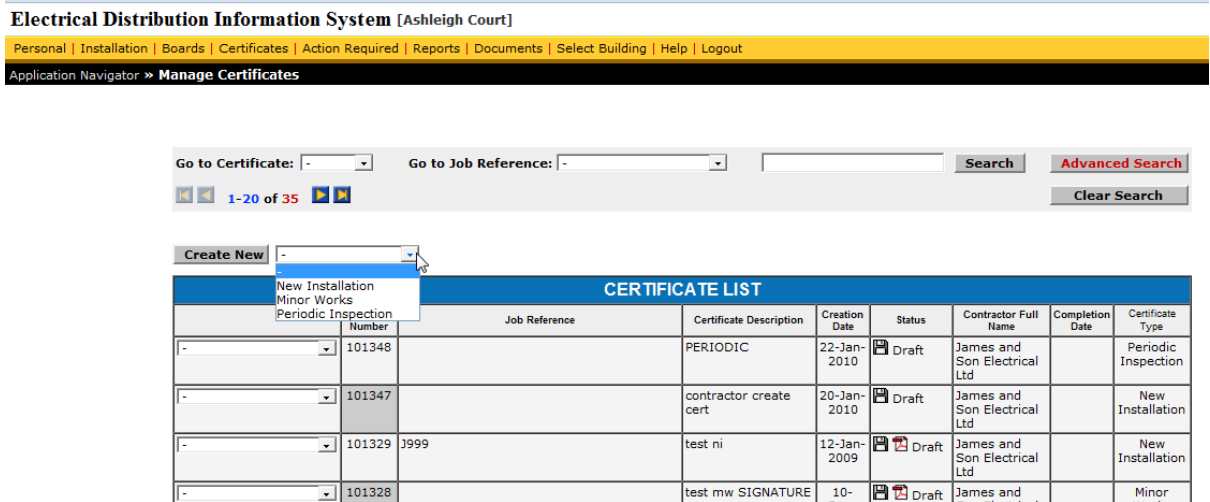 Electrical Distribution Information System [Ashleigh Court]
Personal | Installation | Boards | Certificates | Action Required | Reports | Documents | Select Building | Help | Logout
Application Navigator » Manage Certificates
Go to Certificate: - Go to Job Reference: - Search Advanced Search
1-20 of 35 Clear Search
Create New -
-
New Installation
Minor Works
Periodic Inspection
CERTIFICATE LIST
Number Job Reference Certificate Description Creation Date Status Contractor Full Name Completion Date Certificate Type
- 101348 PERIODIC 22-Jan-2010 Draft James and Son Electrical Ltd Periodic Inspection
- 101347 contractor create cert 20-Jan-2010 Draft James and Son Electrical Ltd New Installation
- 101329 J999 test ni 12-Jan-2009 Draft James and Son Electrical Ltd New Installation
- 101328 test mw SIGNATURE 10- Draft James and Minor